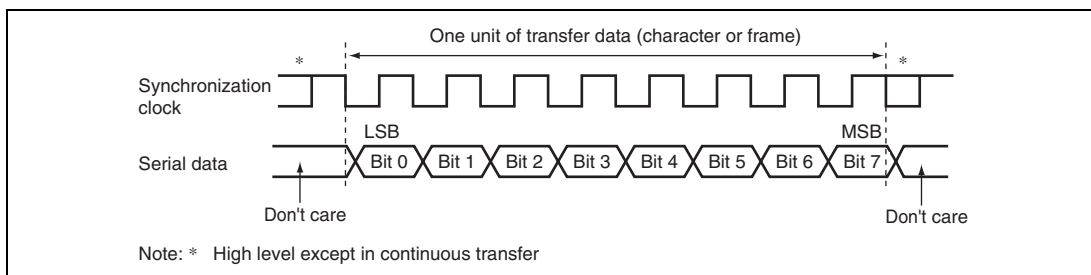 One unit of transfer data (character or frame)
* *
Synchronization
clock
LSB MSB
Serial data Bit 0 Bit 1 Bit 2 Bit 3 Bit 4 Bit 5 Bit 6 Bit 7
Don't care Don't care
Note: * High level except in continuous transfer